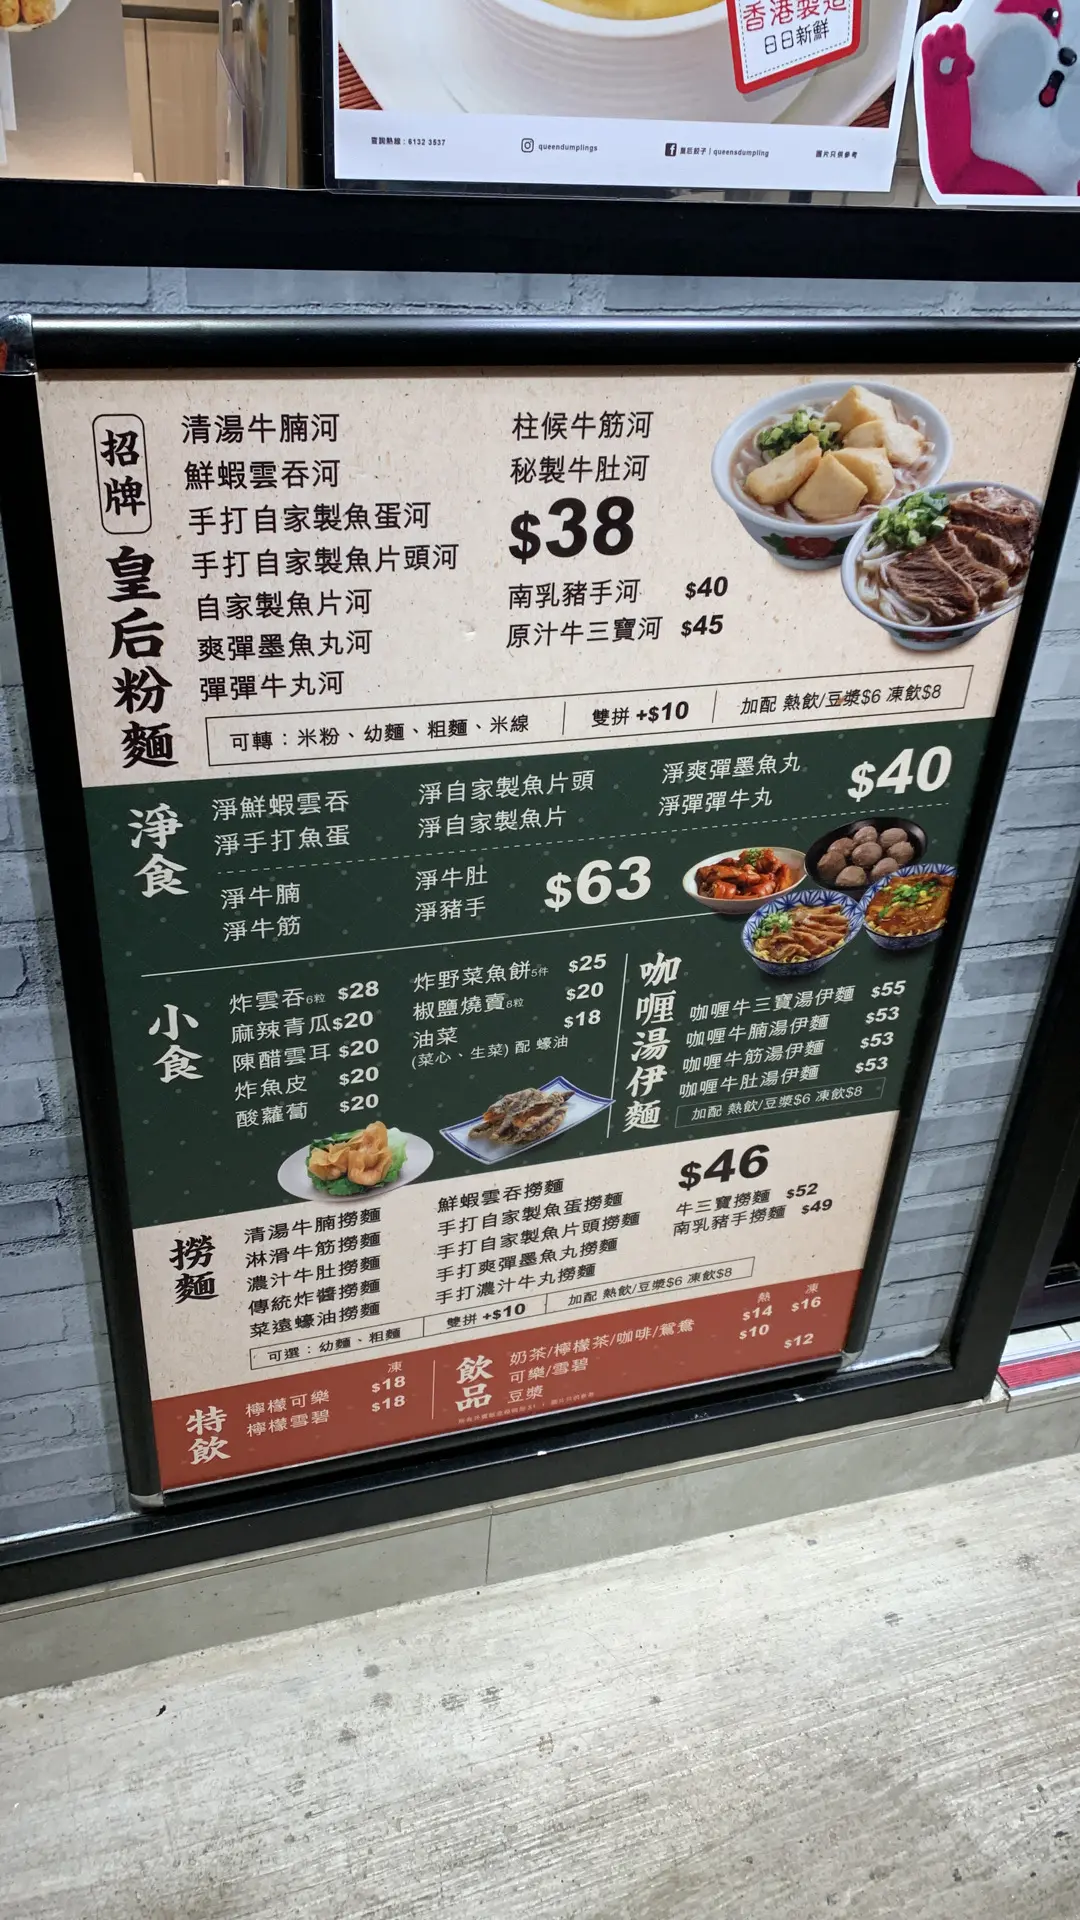 香港製造
日日新鮮
查詢熱線：6132 3537
queendumplings
皇后餃子 | queensdumpling
圖片只供參考
招牌
皇后粉麵
清湯牛腩河
鮮蝦雲吞河
手打自家製魚蛋河
手打自家製魚片頭河
自家製魚片河
爽彈墨魚丸河
彈彈牛丸河
柱候牛筋河
秘製牛肚河
$38
南乳豬手河 $40
原汁牛三寶河 $45
可轉：米粉、幼麵、粗麵、米線
雙拼 +$10
加配 熱飲/豆漿$6 凍飲$8
淨食
淨鮮蝦雲吞
淨手打魚蛋
淨自家製魚片頭
淨自家製魚片
淨爽彈墨魚丸
淨彈彈牛丸
$40
淨牛腩
淨牛筋
淨牛肚
淨豬手
$63
小食
炸雲吞6粒 $28
麻辣青瓜 $20
陳醋雲耳 $20
炸魚皮 $20
酸蘿蔔 $20
炸野菜魚餅5件 $25
椒鹽燒賣8粒 $20
油菜 $18
(菜心、生菜) 配 蠔油
咖喱湯伊麵
咖喱牛三寶湯伊麵 $55
咖喱牛腩湯伊麵 $53
咖喱牛筋湯伊麵 $53
咖喱牛肚湯伊麵 $53
加配 熱飲/豆漿$6 凍飲$8
撈麵
清湯牛腩撈麵
淋滑牛筋撈麵
濃汁牛肚撈麵
傳統炸醬撈麵
菜遠蠔油撈麵
鮮蝦雲吞撈麵
手打自家製魚蛋撈麵
手打自家製魚片頭撈麵
手打爽彈墨魚丸撈麵
手打濃汁牛丸撈麵
$46
牛三寶撈麵 $52
南乳豬手撈麵 $49
可選：幼麵、粗麵
雙拼 +$10
加配 熱飲/豆漿$6 凍飲$8
特飲
凍
檸檬可樂 $18
檸檬雪碧 $18
飲品
熱 凍
奶茶/檸檬茶/咖啡/鴛鴦 $14 $16
可樂/雪碧 $12
豆漿 $10